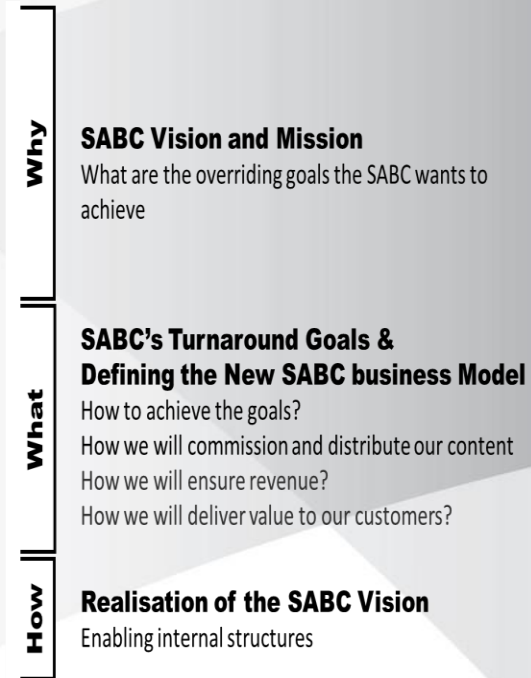 Why
SABC Vision and Mission
What are the overriding goals the SABC wants to
achieve
What
SABC's Turnaround Goals &
Defining the New SABC business Model
How to achieve the goals?
How we will commission and distribute our content
How we will ensure revenue?
How we will deliver value to our customers?
How
Realisation of the SABC Vision
Enabling internal structures